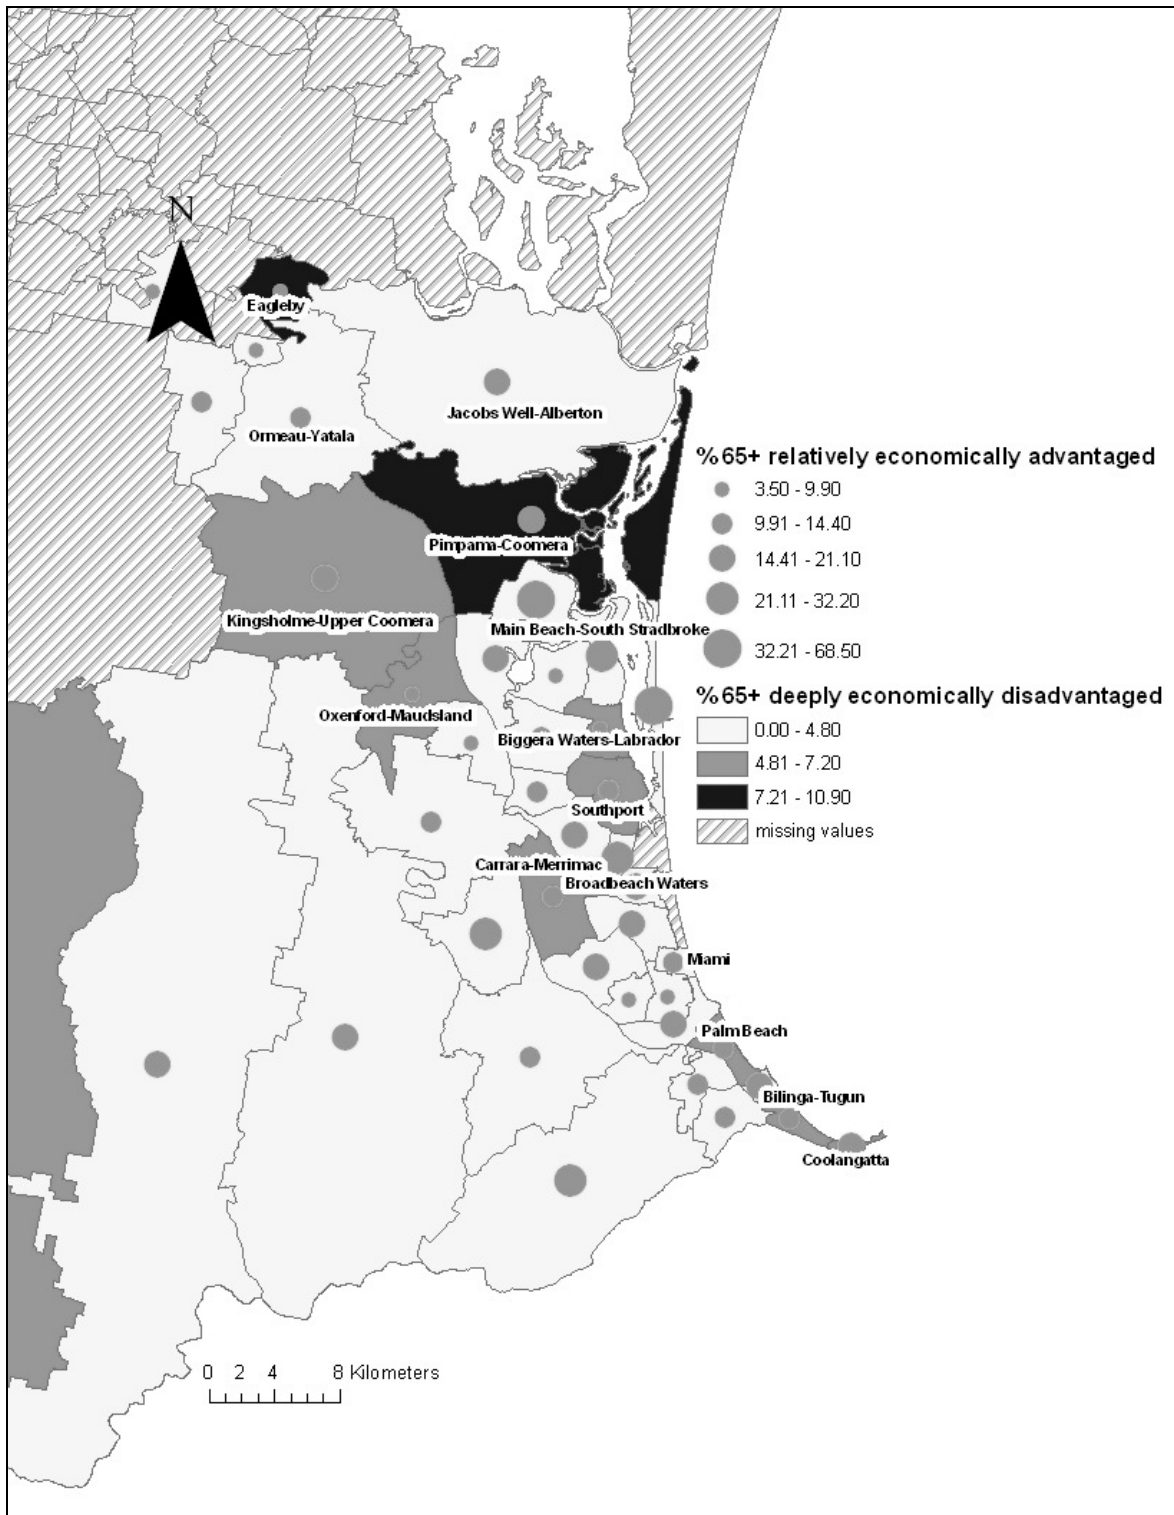 N
Eagleby
Jacobs Well-Alberton
Ormeau-Yatala
%65+ relatively economically advantaged
3.50 - 9.90
9.91 - 14.40
14.41 - 21.10
21.11 - 32.20
32.21 - 68.50
Pimpama-Coomera
Kingsholme-Upper Coomera
Main Beach-South Stradbroke
%65+ deeply economically disadvantaged
0.00 - 4.80
4.81 - 7.20
7.21 - 10.90
missing values
Oxenford-Maudsland
Biggera Waters-Labrador
Southport
Carrara-Merrimac
Broadbeach Waters
Miami
Palm Beach
Bilinga-Tugun
Coolangatta
0 2 4 8 Kilometers